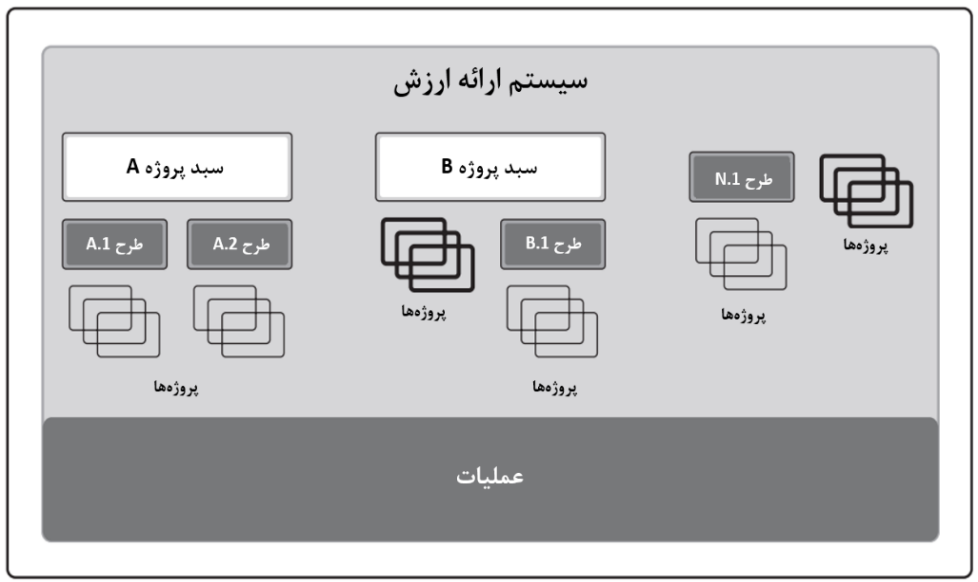 سیستم ارائه ارزش
سبد پروژه A
سبد پروژه B
طرح N.1
پروژه‌ها
پروژه‌ها
طرح A.1
طرح A.2
پروژه‌ها
پروژه‌ها
طرح B.1
پروژه‌ها
عملیات